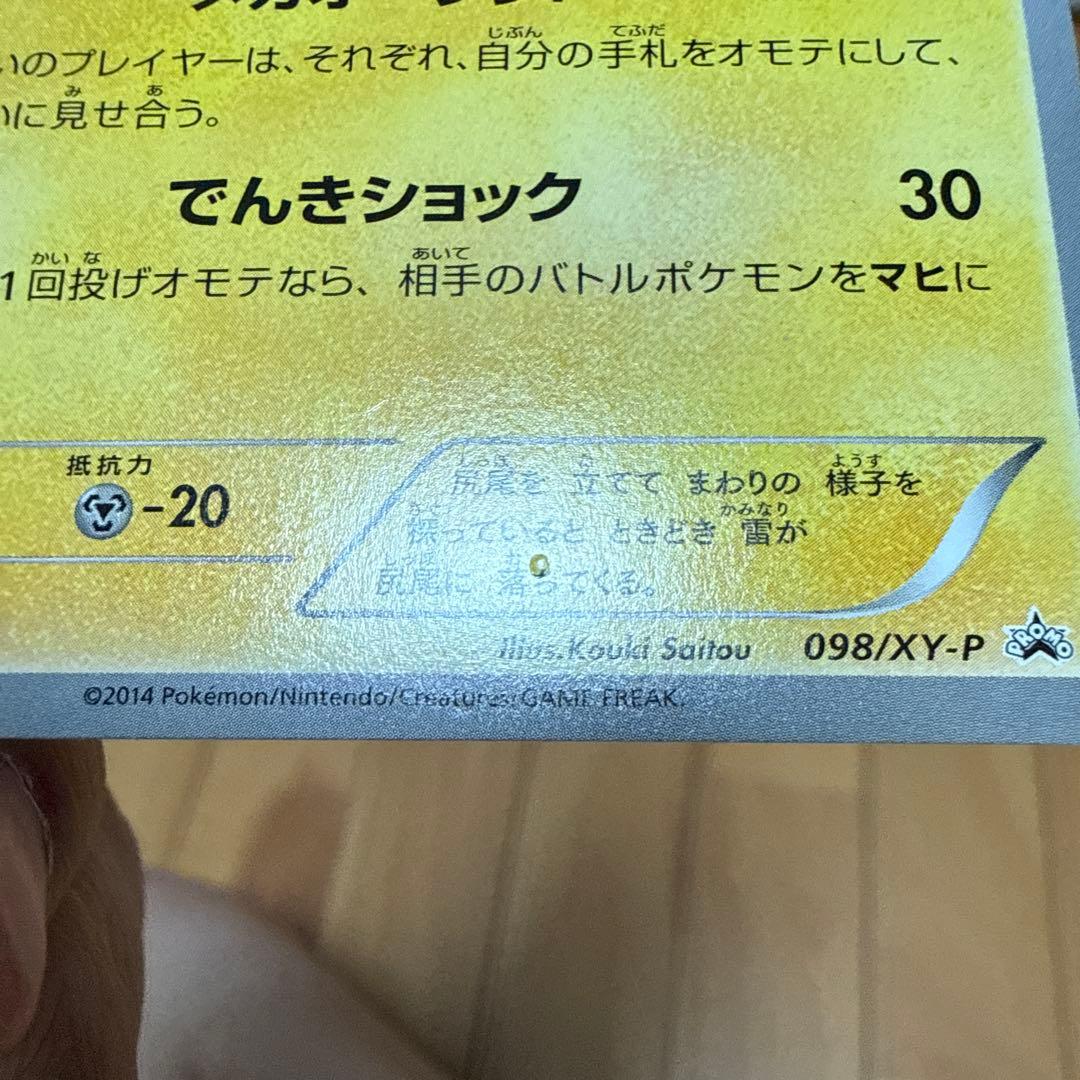 いのプレイヤーは、それぞれ、自分の手札をオモテにして、
いに見せ合う。
でんきショック 30
1回投げオモテなら、相手のバトルポケモンをマヒに
抵抗力
-20
尻尾を 立てて まわりの 様子を
探っていると ときどき 雷が
尻尾に 落ちてくる。
illus. Kouki Saitou 098/XY-P PROMO
©2014 Pokémon/Nintendo/Creatures/GAME FREAK.